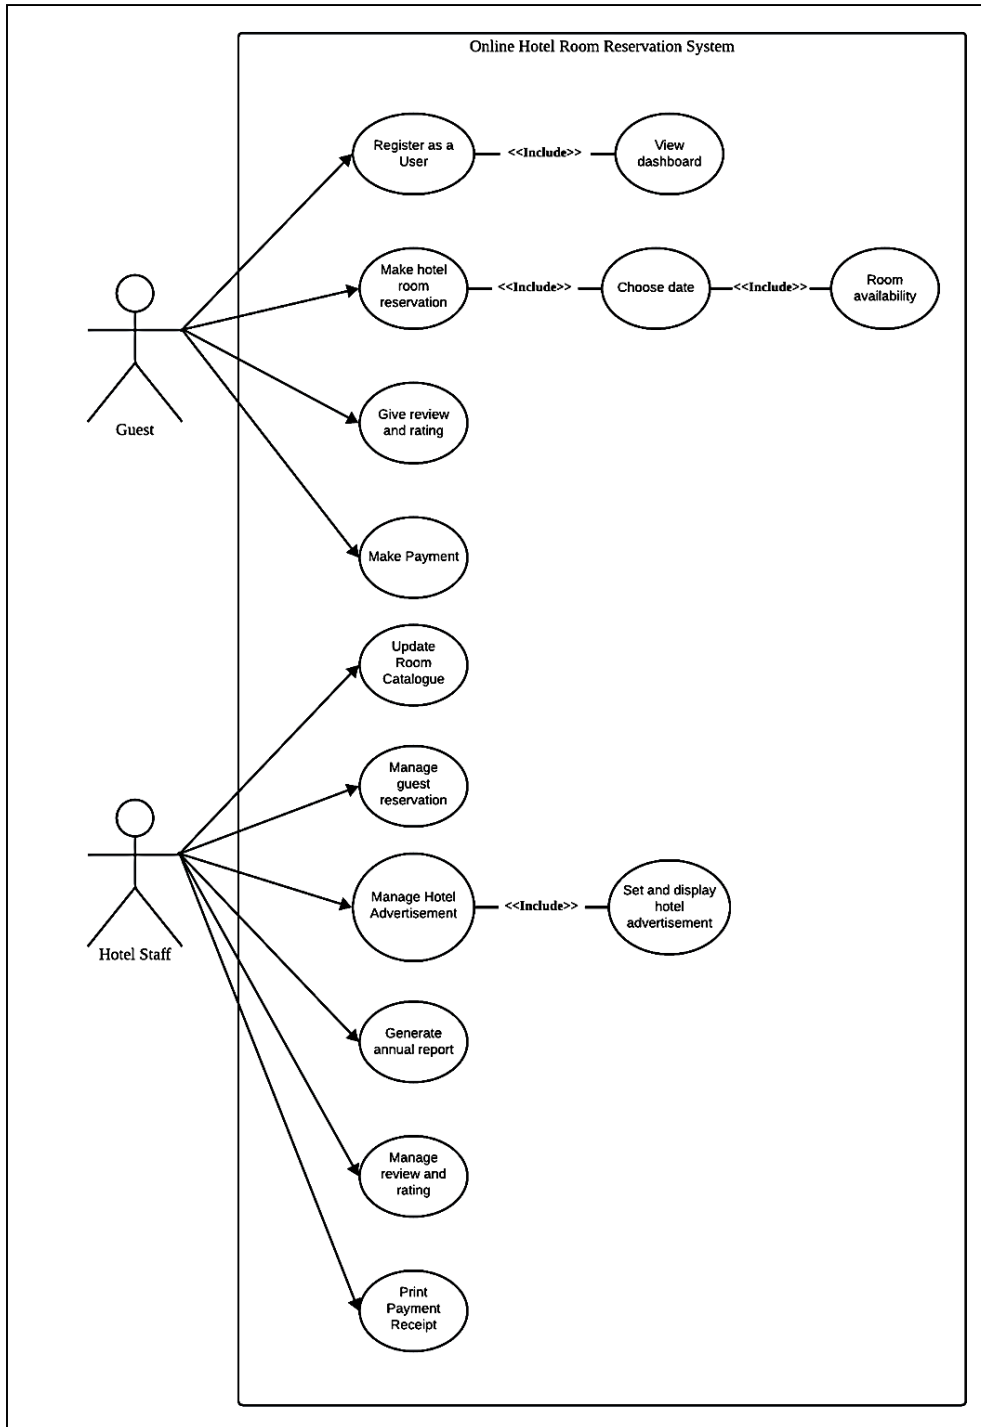 Online Hotel Room Reservation System
Register as a
User
<<Include>>
View
dashboard
Make hotel
room
reservation
<<Include>>
Choose date
<<Include>>
Room
availability
Guest
Give review
and rating
Make Payment
Update
Room
Catalogue
Manage
guest
reservation
Hotel Staff
Manage Hotel
Advertisement
<<Include>>
Set and display
hotel
advertisement
Generate
annual report
Manage
review and
rating
Print
Payment
Receipt